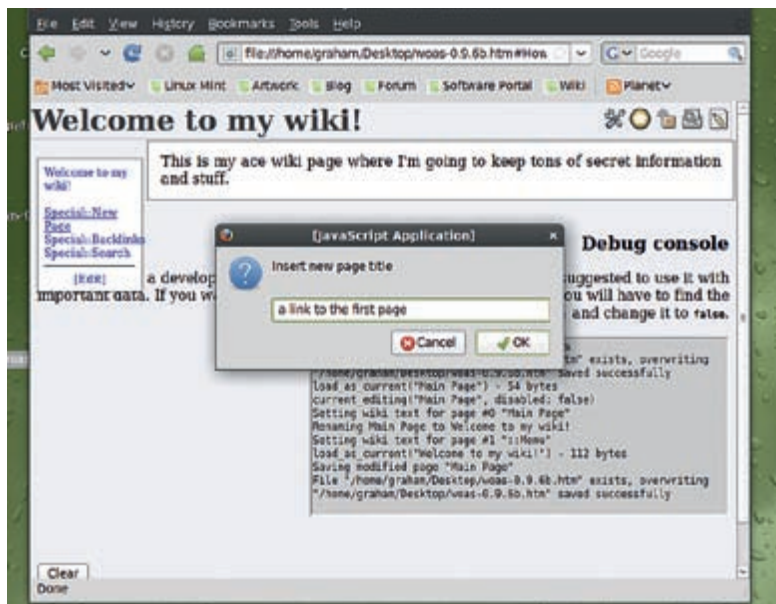 File Edit View History Bookmarks Tools Help
file:///home/graham/Desktop/woas-0.9.6b.htm#How
Google
Most Visited Linux Mint Artwork Blog Forum Software Portal Wiki Planet
Welcome to my wiki!
Welcome to my
wiki!
Special::New
Page
Special::Backlinks
Special::Search
[Edit]
This is my ace wiki page where I'm going to keep tons of secret information
and stuff.
Debug console
a develop
uggested to use it with
important data. If you w
ou will have to find the
and change it to false.
[JavaScript Application]
Insert new page title
a link to the first page
Cancel OK
exists, overwriting
"/home/graham/Desktop/woas-0.9.6b.htm" saved successfully
load_as_current("Main Page") - 54 bytes
current_editing("Main Page", disabled: false)
Setting wiki text for page #0 "Main Page"
Renaming Main Page to Welcome to my wiki!
Setting wiki text for page #1 "::Menu"
load_as_current("Welcome to my wiki!") - 112 bytes
Saving modified page "Main Page"
File "/home/graham/Desktop/woas-0.9.6b.htm" exists, overwriting
"/home/graham/Desktop/woas-0.9.6b.htm" saved successfully
Clear
Done